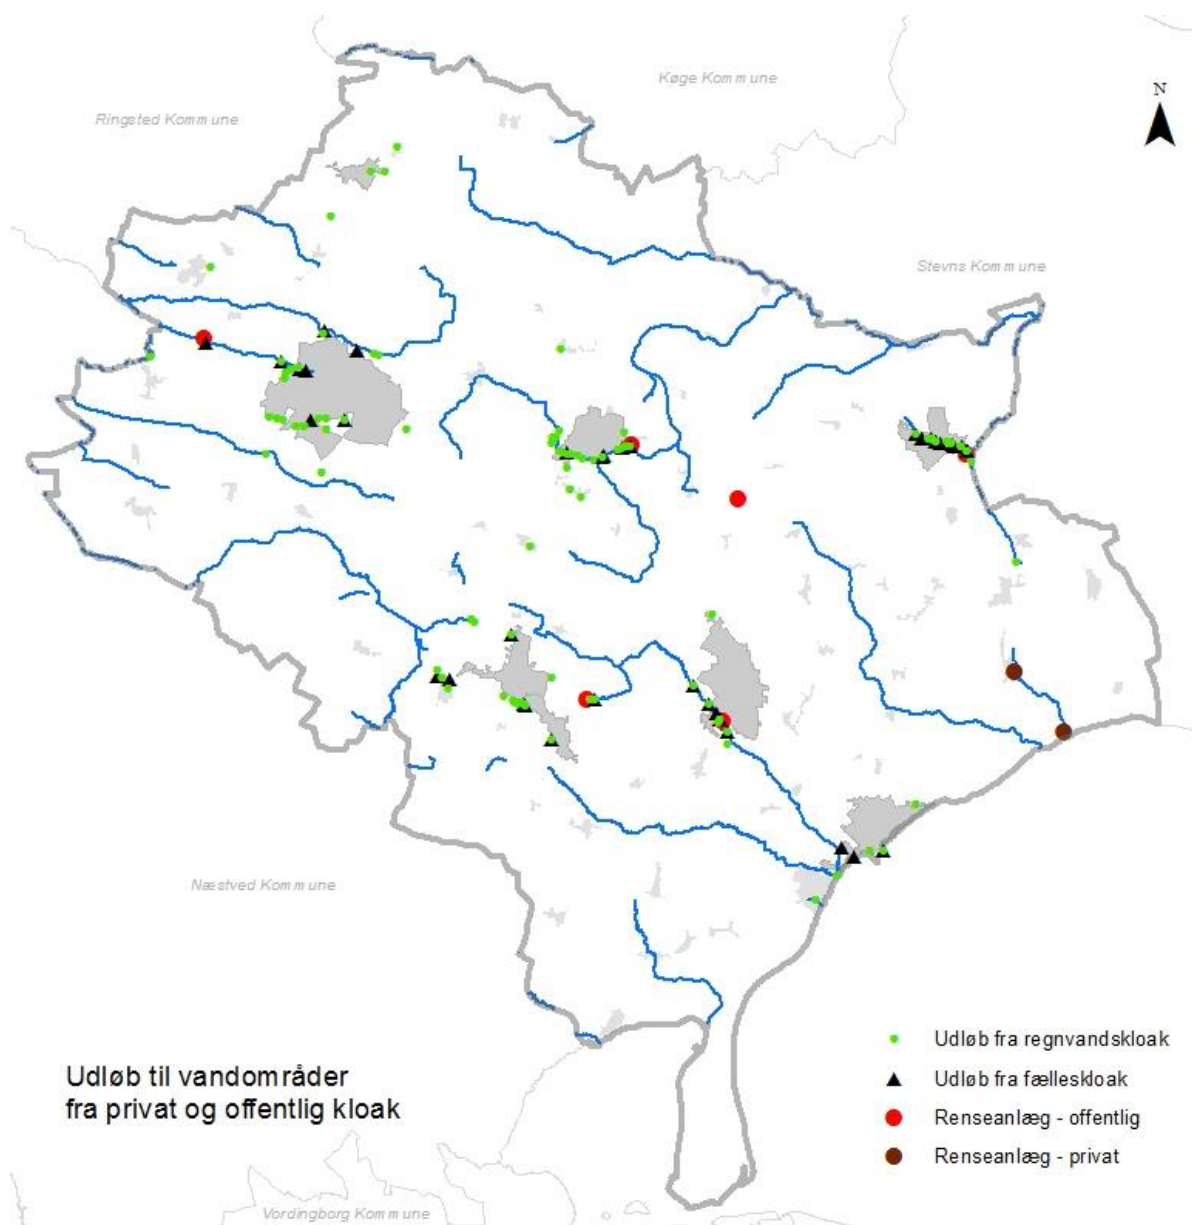 Køge Kommune
N
Ringsted Kommune
Stevns Kommune
Næstved Kommune
Udløb fra regnvandskloak
Udløb fra fælleskloak
Renseanlæg - offentlig
Renseanlæg - privat
Udløb til vandområder
fra privat og offentlig kloak
Vordingborg Kommune